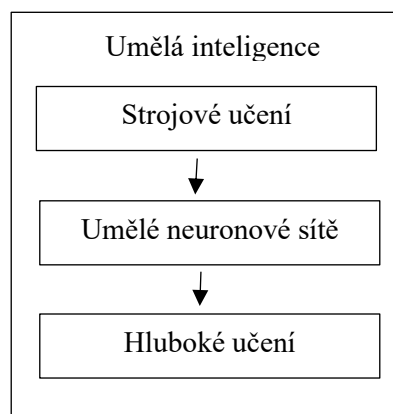 Umělá inteligence
Strojové učení
Umělé neuronové sítě
Hluboké učení